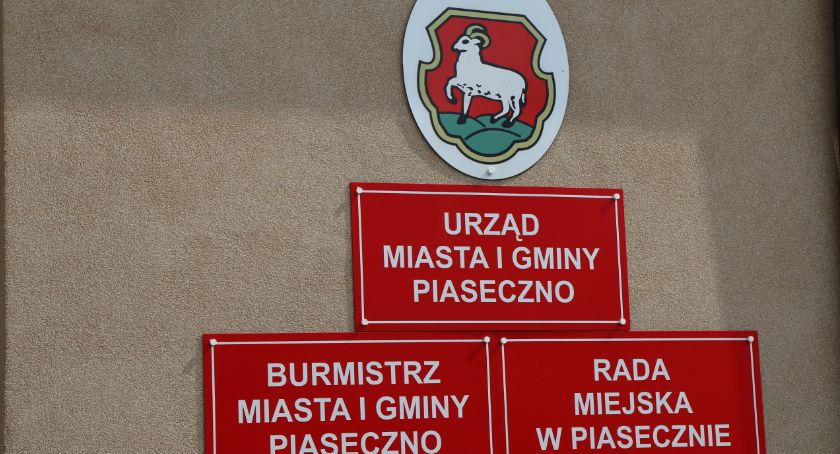 URZĄD
MIASTA I GMINY
PIASECZNO
BURMISTRZ
MIASTA I GMINY
PIASECZNO
RADA
MIEJSKA
W PIASECZNIE